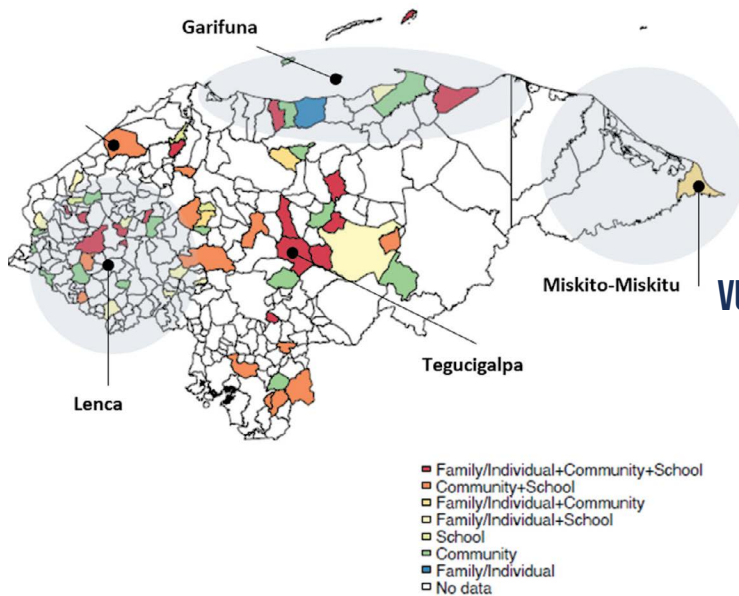 Garifuna
Miskito-Miskitu
VU
Tegucigalpa
Lenca
Family/Individual+Community+School
Community+School
Family/Individual+Community
Family/Individual+School
School
Community
Family/Individual
No data